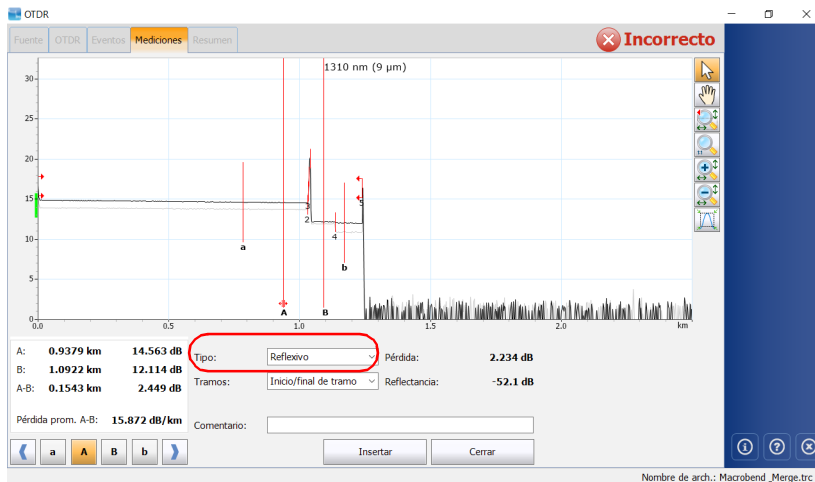 OTDR
Fuente OTDR Eventos Mediciones Resumen
Incorrecto
1310 nm (9 µm)
30
25
20
15
10
5
0
3
2
4
5
a
b
A
B
0.0 0.5 1.0 1.5 2.0 km
A: 0.9379 km 14.563 dB
B: 1.0922 km 12.114 dB
A-B: 0.1543 km 2.449 dB
Pérdida prom. A-B: 15.872 dB/km
Tipo: Reflexivo Pérdida: 2.234 dB
Tramos: Inicio/final de tramo Reflectancia: -52.1 dB
Comentario:
a A B b
Insertar Cerrar
Nombre de arch.: Macrobend _Merge.trc